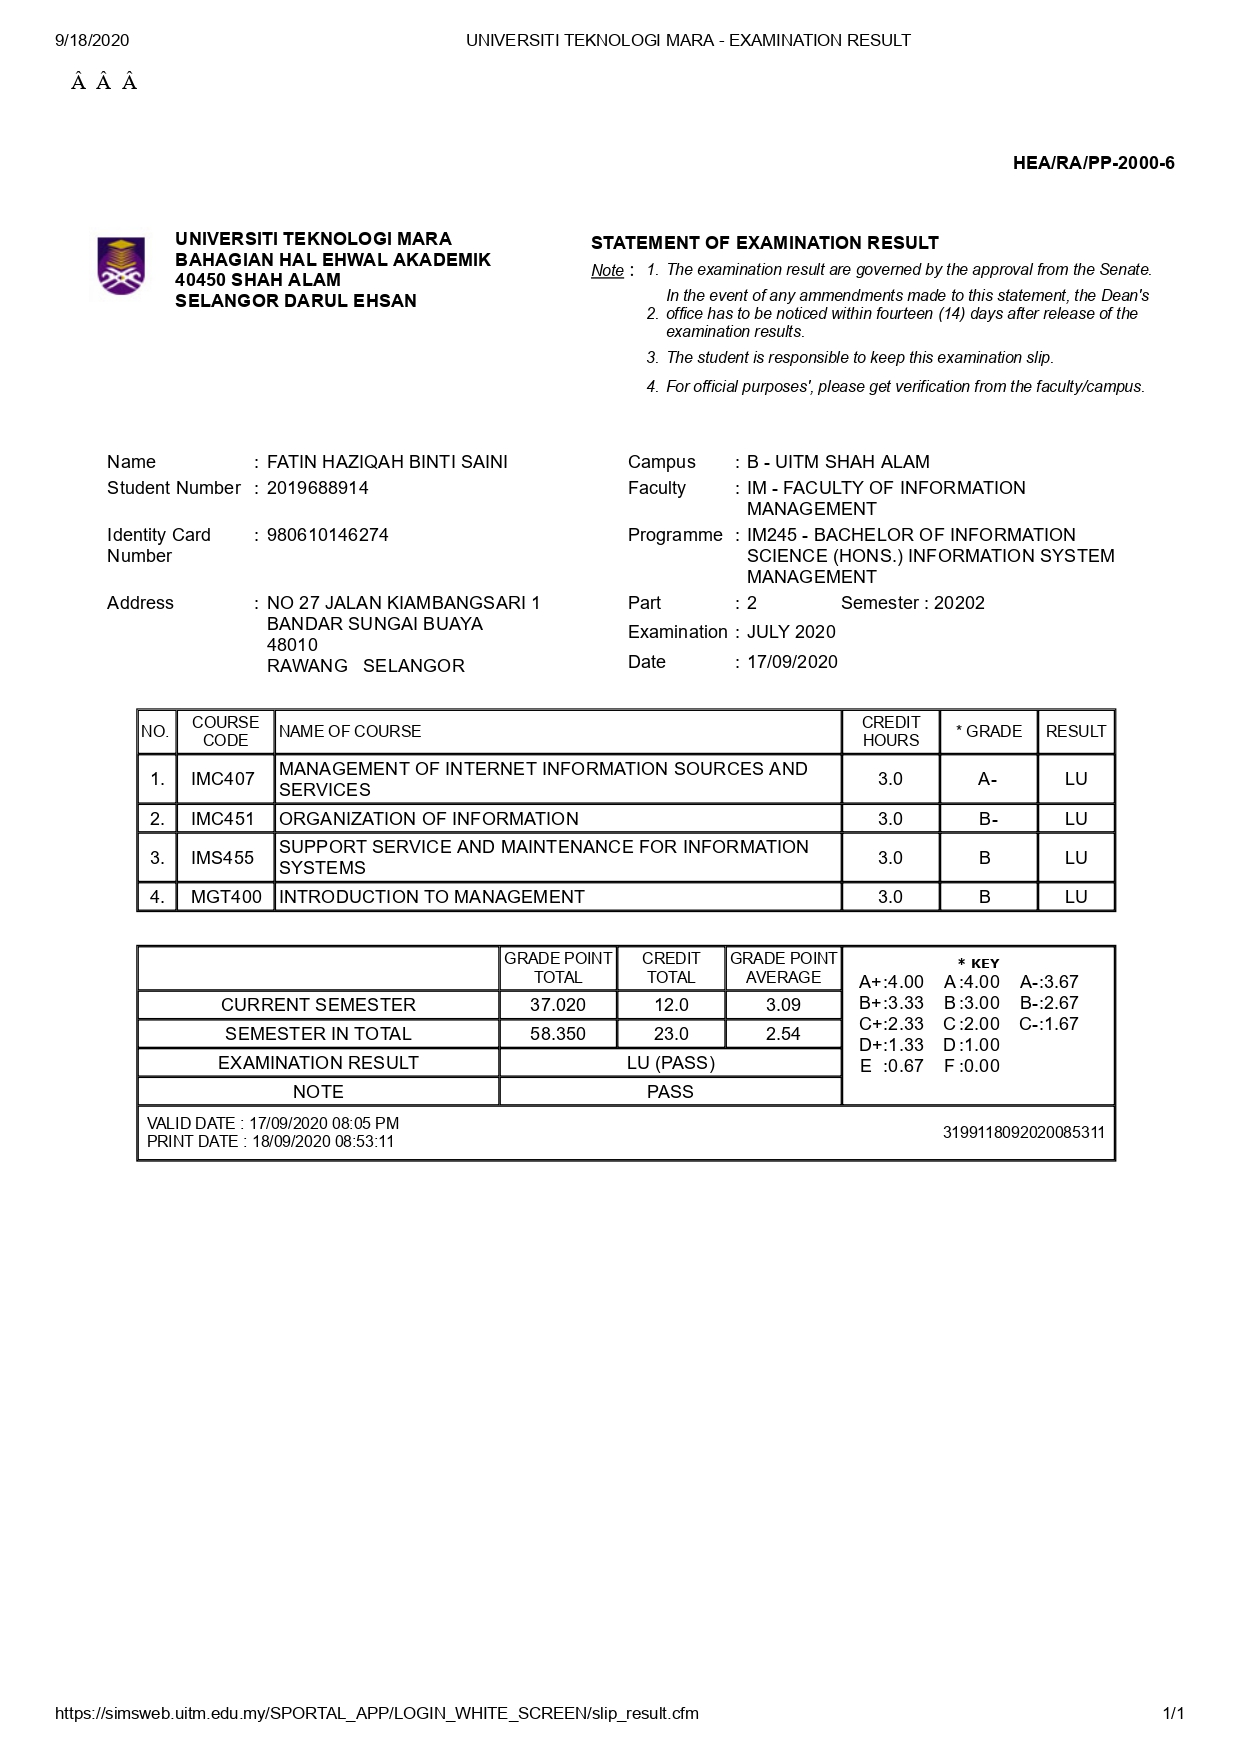 9/18/2020 UNIVERSITI TEKNOLOGI MARA - EXAMINATION RESULT
Â Â Â
HEA/RA/PP-2000-6
UNIVERSITI TEKNOLOGI MARA
BAHAGIAN HAL EHWAL AKADEMIK
40450 SHAH ALAM
SELANGOR DARUL EHSAN
STATEMENT OF EXAMINATION RESULT
Note : 1. The examination result are governed by the approval from the Senate.
In the event of any ammendments made to this statement, the Dean's
2. office has to be noticed within fourteen (14) days after release of the
examination results.
3. The student is responsible to keep this examination slip.
4. For official purposes', please get verification from the faculty/campus.
Name : FATIN HAZIQAH BINTI SAINI
Student Number : 2019688914
Identity Card : 980610146274
Number
Address : NO 27 JALAN KIAMBANGSARI 1
BANDAR SUNGAI BUAYA
48010
RAWANG SELANGOR
Campus : B - UITM SHAH ALAM
Faculty : IM - FACULTY OF INFORMATION
MANAGEMENT
Programme : IM245 - BACHELOR OF INFORMATION
SCIENCE (HONS.) INFORMATION SYSTEM
MANAGEMENT
Part : 2 Semester : 20202
Examination : JULY 2020
Date : 17/09/2020
NO. COURSE CODE NAME OF COURSE CREDIT HOURS * GRADE RESULT
1. IMC407 MANAGEMENT OF INTERNET INFORMATION SOURCES AND
SERVICES 3.0 A- LU
2. IMC451 ORGANIZATION OF INFORMATION 3.0 B- LU
3. IMS455 SUPPORT SERVICE AND MAINTENANCE FOR INFORMATION
SYSTEMS 3.0 B LU
4. MGT400 INTRODUCTION TO MANAGEMENT 3.0 B LU
GRADE POINT TOTAL CREDIT TOTAL GRADE POINT AVERAGE
CURRENT SEMESTER 37.020 12.0 3.09
SEMESTER IN TOTAL 58.350 23.0 2.54
EXAMINATION RESULT LU (PASS)
NOTE PASS
* KEY
A+:4.00 A :4.00 A-:3.67
B+:3.33 B :3.00 B-:2.67
C+:2.33 C :2.00 C-:1.67
D+:1.33 D :1.00
E :0.67 F :0.00
VALID DATE : 17/09/2020 08:05 PM
PRINT DATE : 18/09/2020 08:53:11
3199118092020085311
https://simsweb.uitm.edu.my/SPORTAL_APP/LOGIN_WHITE_SCREEN/slip_result.cfm 1/1